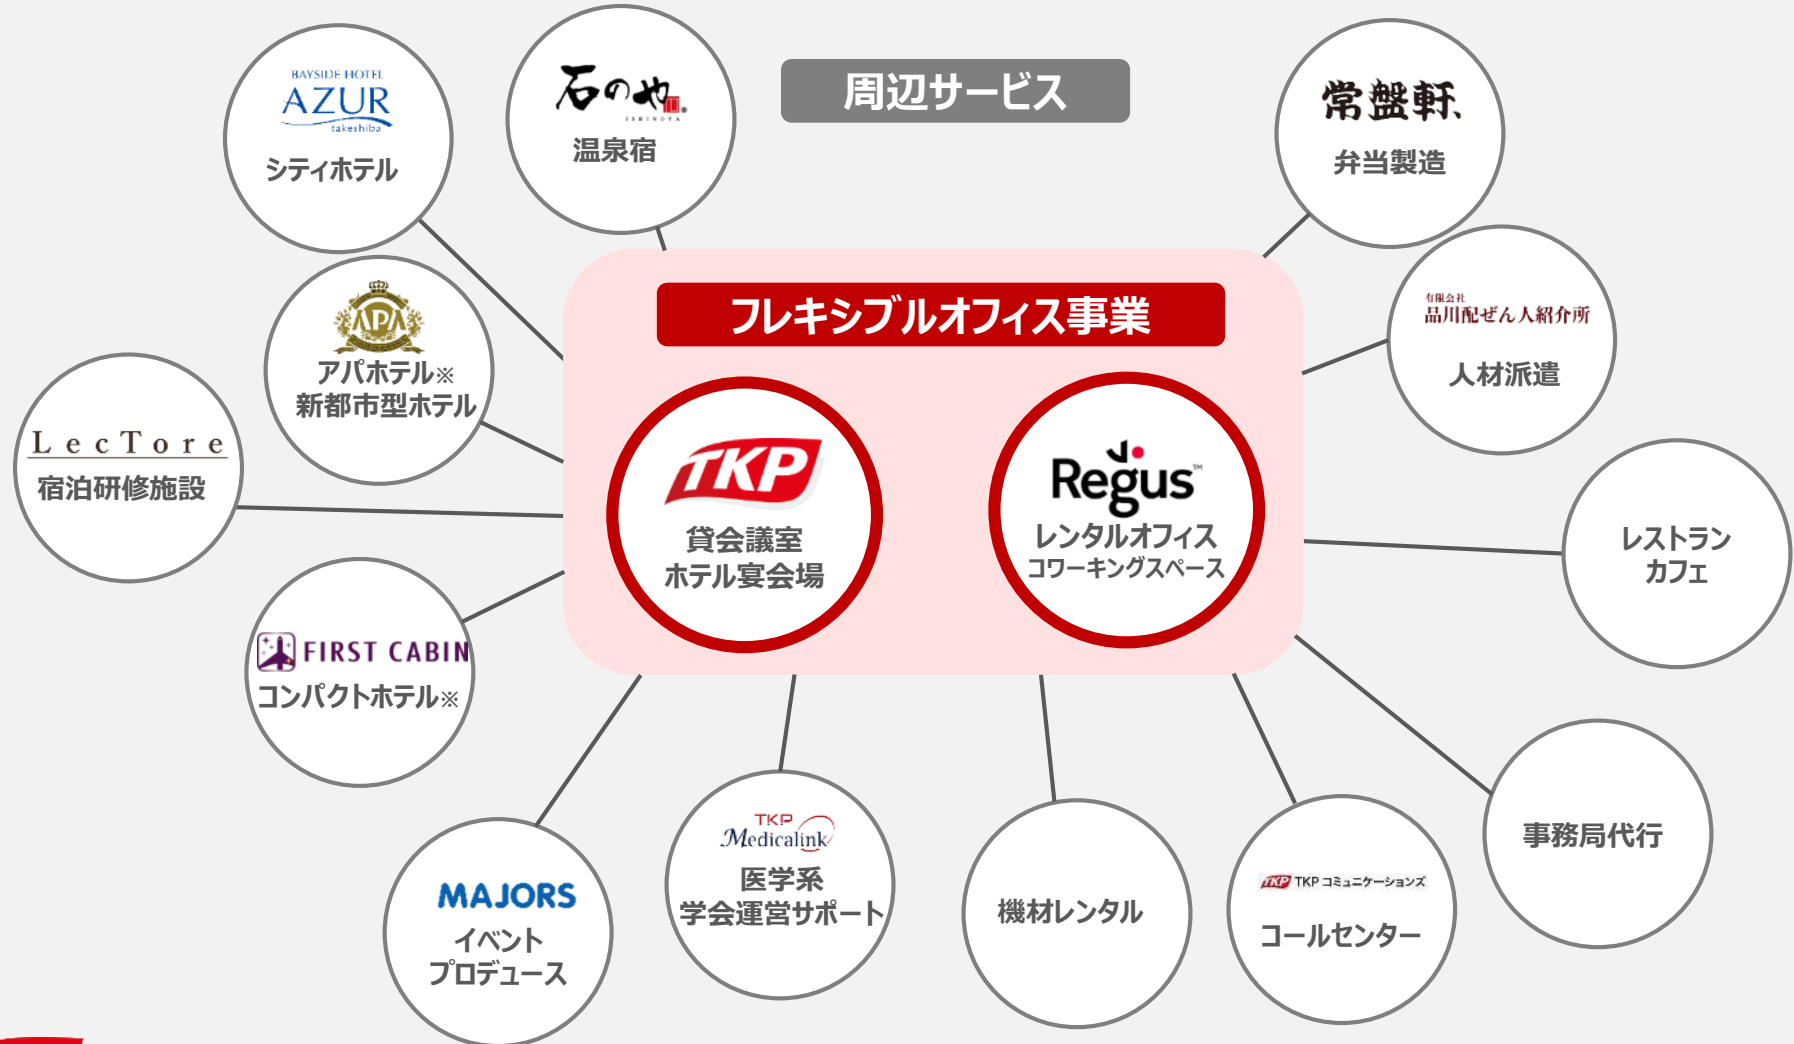 周辺サービス
BAYSIDE HOTEL
AZUR
takeshiba
シティホテル
石のや
ISHINOYA
温泉宿
常盤軒
弁当製造
有限会社
品川配ぜん人紹介所
人材派遣
フレキシブルオフィス事業
APA
アパホテル※
新都市型ホテル
LecTore
宿泊研修施設
TKP
貸会議室
ホテル宴会場
Regus™
レンタルオフィス
コワーキングスペース
レストラン
カフェ
FIRST CABIN
コンパクトホテル※
MAJORS
イベント
プロデュース
TKP
Medicalink
医学系
学会運営サポート
機材レンタル
TKP TKPコミュニケーションズ
コールセンター
事務局代行